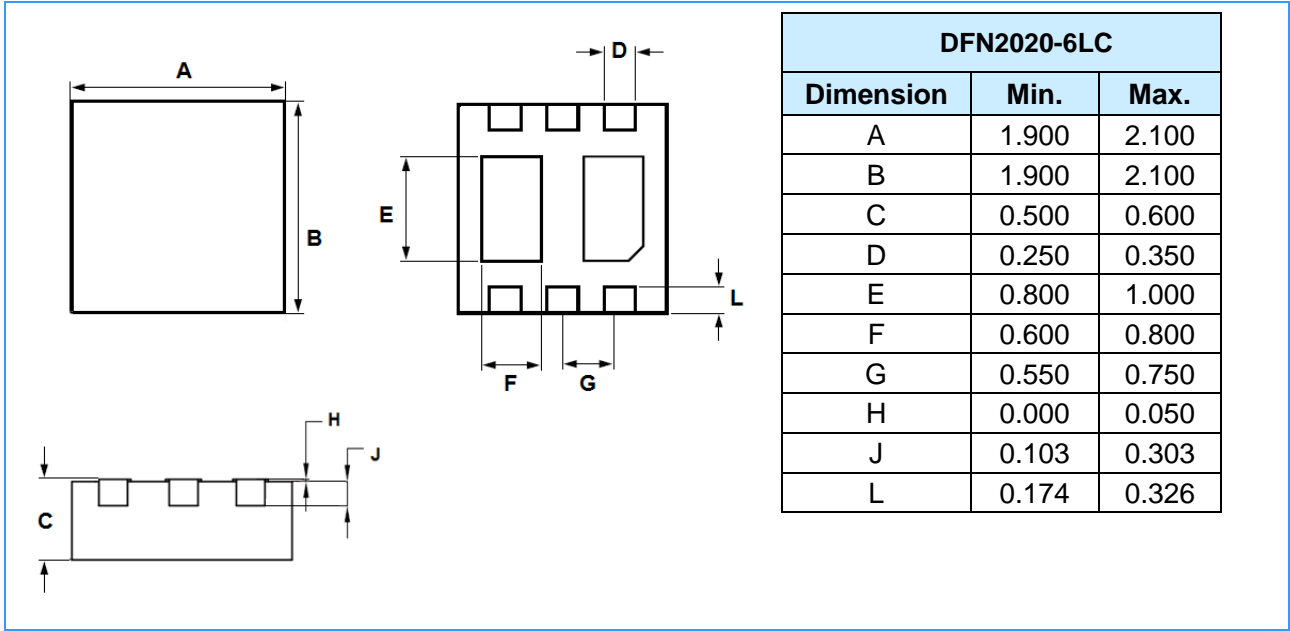 A
B
D
E
L
F
G
H
J
C
DFN2020-6LC
Dimension Min. Max.
A 1.900 2.100
B 1.900 2.100
C 0.500 0.600
D 0.250 0.350
E 0.800 1.000
F 0.600 0.800
G 0.550 0.750
H 0.000 0.050
J 0.103 0.303
L 0.174 0.326